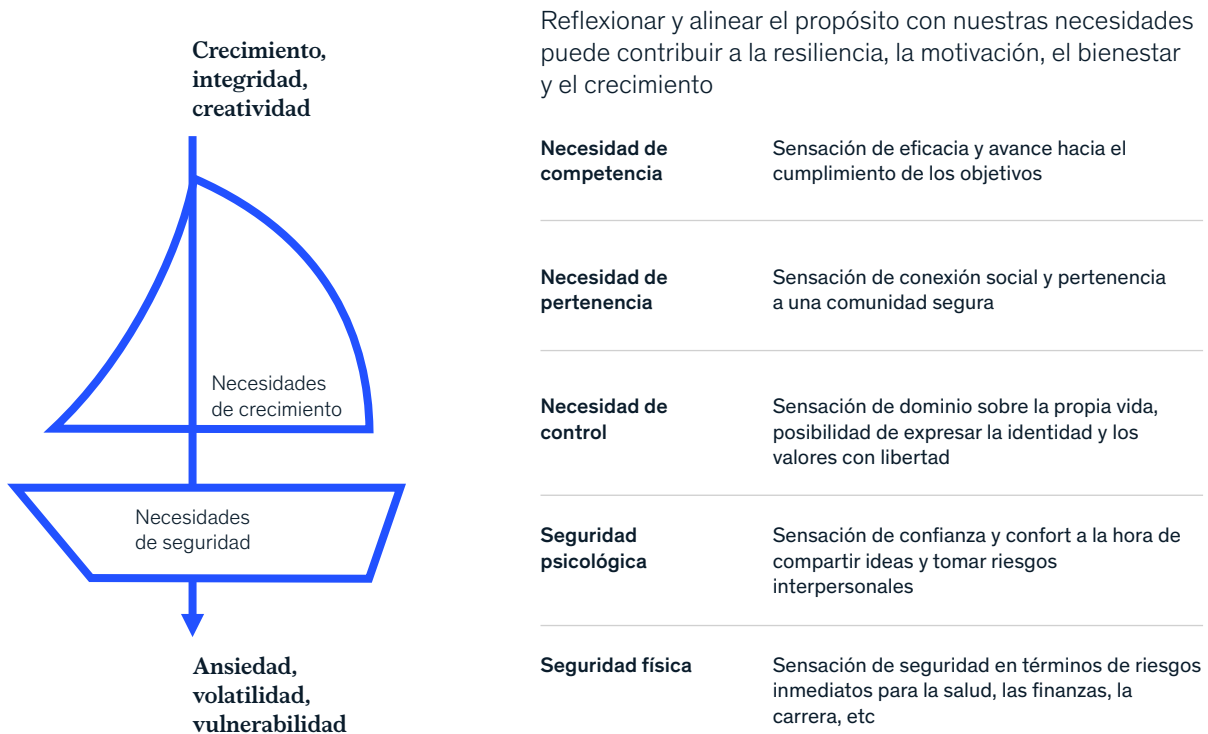 Crecimiento,
integridad,
creatividad
Necesidades
de crecimiento
Necesidades
de seguridad
Ansiedad,
volatilidad,
vulnerabilidad
Reflexionar y alinear el propósito con nuestras necesidades
puede contribuir a la resiliencia, la motivación, el bienestar
y el crecimiento
Necesidad de
competencia
Sensación de eficacia y avance hacia el
cumplimiento de los objetivos
Necesidad de
pertenencia
Sensación de conexión social y pertenencia
a una comunidad segura
Necesidad de
control
Sensación de dominio sobre la propia vida,
posibilidad de expresar la identidad y los
valores con libertad
Seguridad
psicológica
Sensación de confianza y confort a la hora de
compartir ideas y tomar riesgos
interpersonales
Seguridad física
Sensación de seguridad en términos de riesgos
inmediatos para la salud, las finanzas, la
carrera, etc